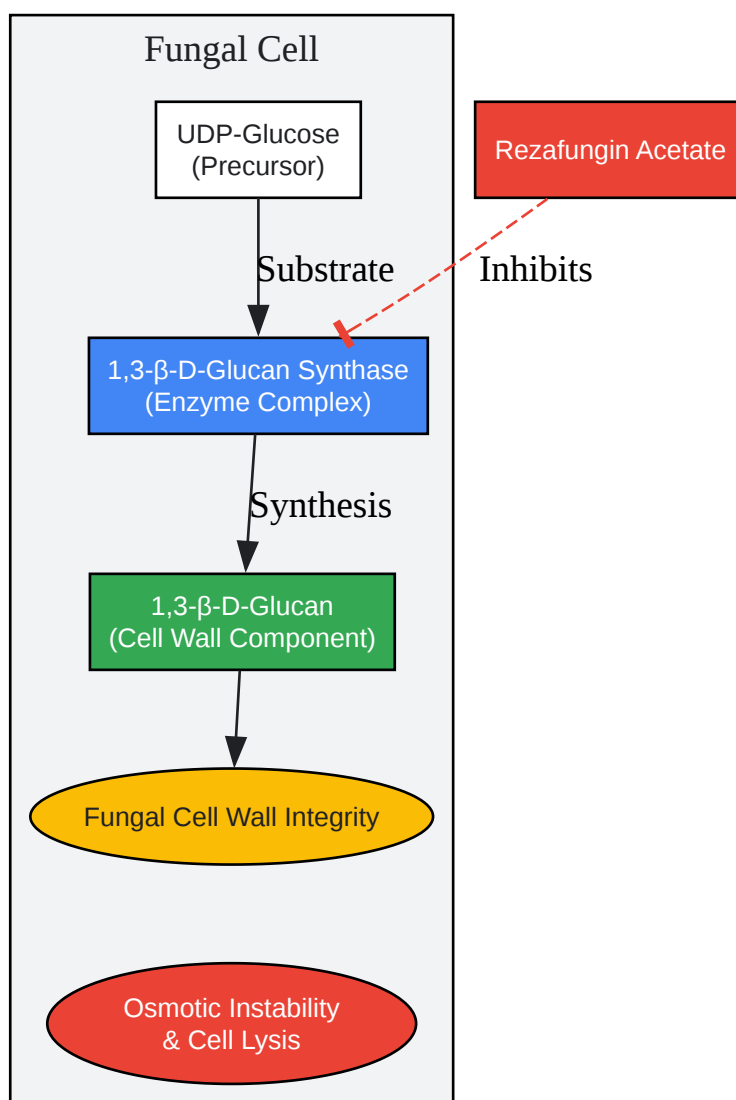 Fungal Cell
UDP-Glucose
(Precursor)
Rezafungin Acetate
Substrate
Inhibits
1,3-β-D-Glucan Synthase
(Enzyme Complex)
Synthesis
1,3-β-D-Glucan
(Cell Wall Component)
Fungal Cell Wall Integrity
Osmotic Instability
& Cell Lysis